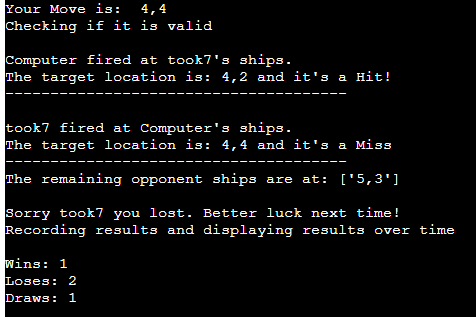 Your Move is:  4,4
Checking if it is valid
Computer fired at took7's ships.
The target location is: 4,2 and it's a Hit!
---------------------------------------
took7 fired at Computer's ships.
The target location is: 4,4 and it's a Miss
---------------------------------------
The remaining opponent ships are at: ['5,3']
Sorry took7 you lost. Better luck next time!
Recording results and displaying results over time
Wins: 1
Loses: 2
Draws: 1